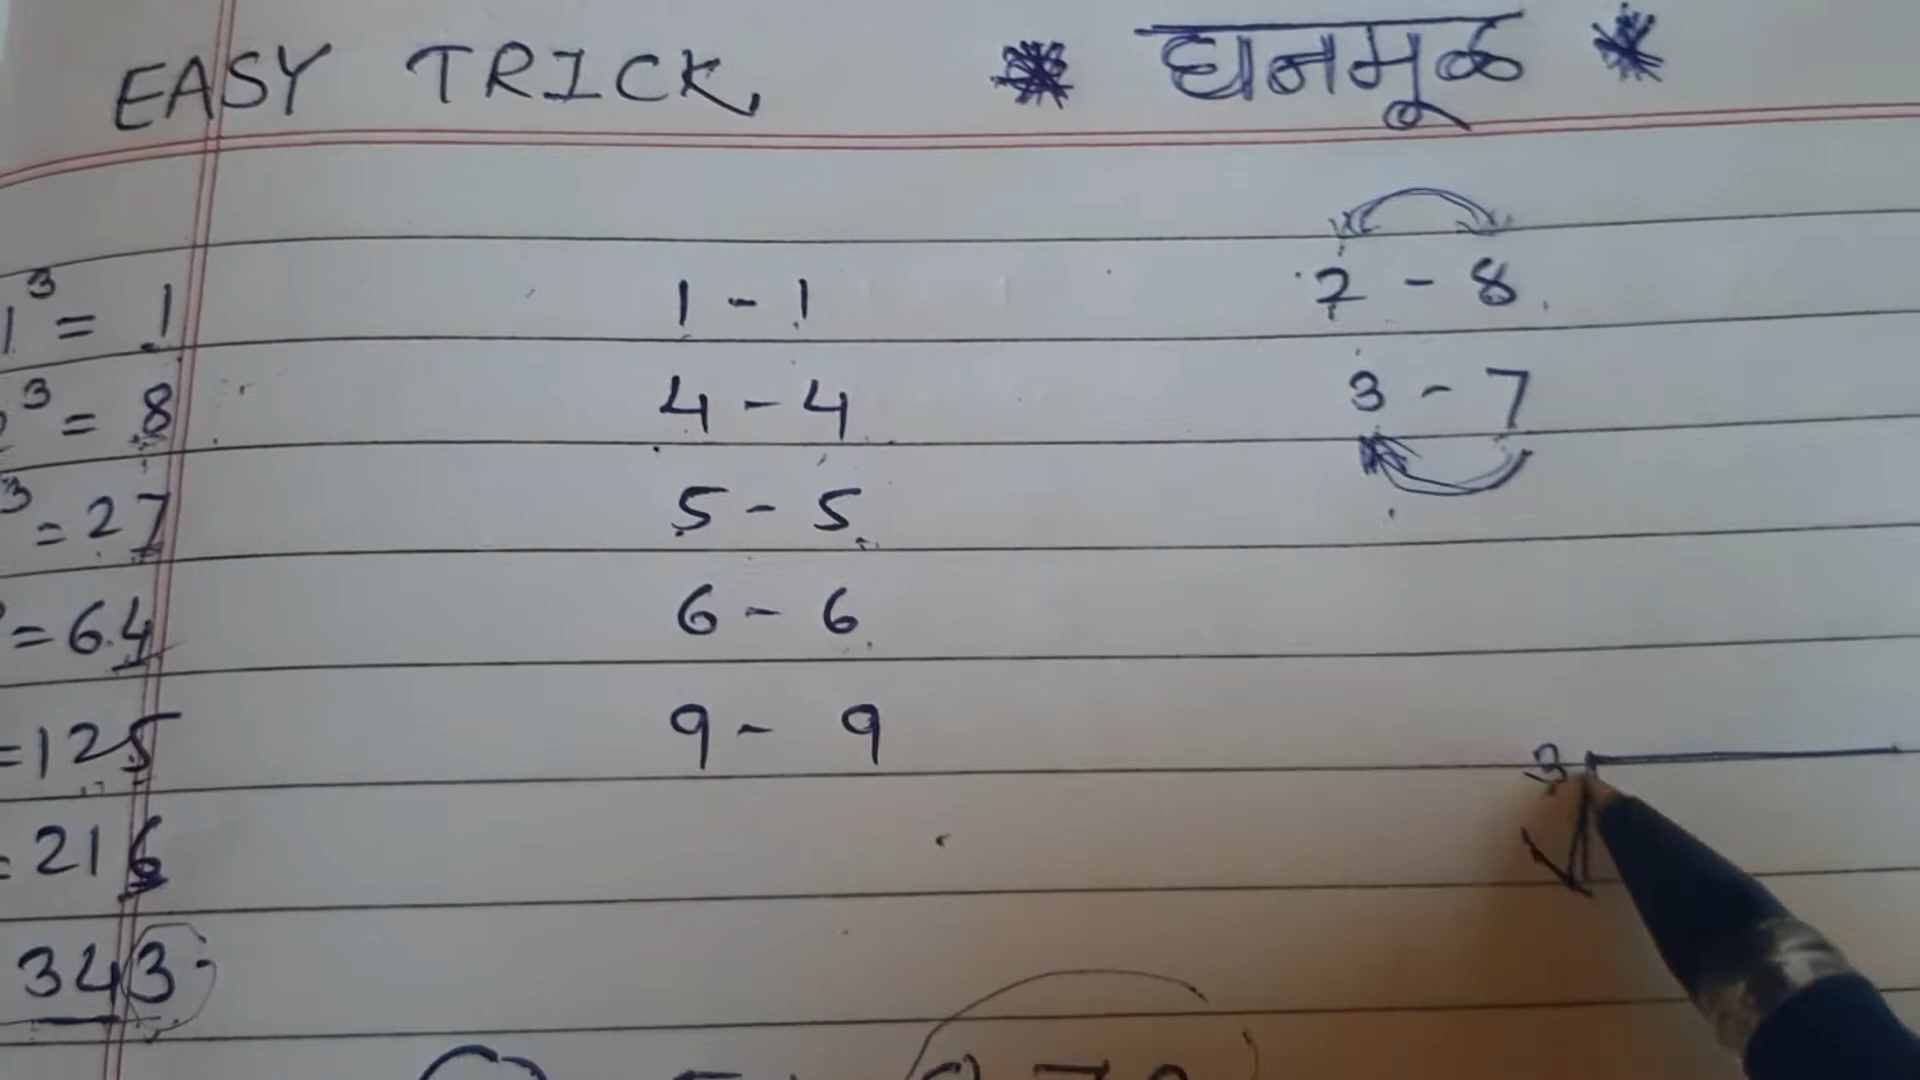 EASY TRICK, * घनमूळ *
1³ = 1 1 - 1 2 - 8
³ = 8 4 - 4 3 - 7
³ = 27 5 - 5
= 64 6 - 6
= 125 9 - 9 3√
= 216
343